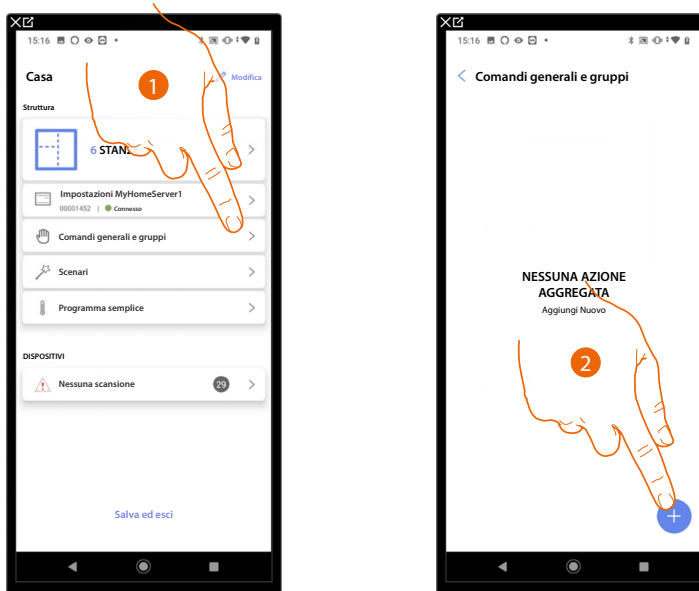 15:16
Casa
Modifica
1
Struttura
6
Impostazioni MyHomeServer1
00001452 | Connesso
Comandi generali e gruppi
Scenari
Programma semplice
DISPOSITIVI
Nessuna scansione
29
Salva ed esci
15:16
Comandi generali e gruppi
NESSUNA AZIONE
AGGREGATA
Aggiungi Nuovo
2